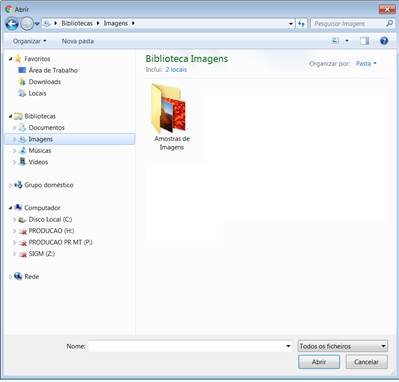 Abrir
Bibliotecas
Imagens
Pesquisar Imagens
Organizar
Nova pasta
Favoritos
Área de Trabalho
Downloads
Locais
Bibliotecas
Documentos
Imagens
Músicas
Vídeos
Grupo doméstico
Computador
Disco Local (C:)
PRODUCAO (H:)
PRODUCAO PR MT (P:)
SIGM (Z:)
Rede
Biblioteca Imagens
Inclui: 2 locais
Organizar por: Pasta
Amostras de
Imagens
Nome:
Todos os ficheiros
Abrir
Cancelar